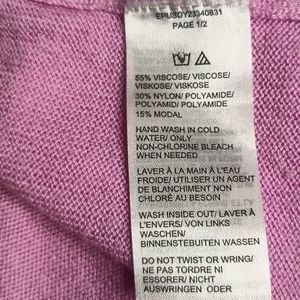 EPUSDY23340831
PAGE 1/2
55% VISCOSE/ VISCOSE/
VISKOSE/ VISKOSE
30% NYLON/ POLYAMIDE/
POLYAMID/ POLYAMIDE
15% MODAL
HAND WASH IN COLD
WATER/ ONLY
NON-CHLORINE BLEACH
WHEN NEEDED
LAVER À LA MAIN À L'EAU
FROIDE/ UTILISER UN AGENT
DE BLANCHIMENT NON
CHLORÉ AU BESOIN
WASH INSIDE OUT/ LAVER À
L'ENVERS/ VON LINKS
WASCHEN/
BINNENSTEBUITEN WASSEN
DO NOT TWIST OR WRING/
NE PAS TORDRE NI
ESSORER/ NICHT
AUSWRINGEN ODER